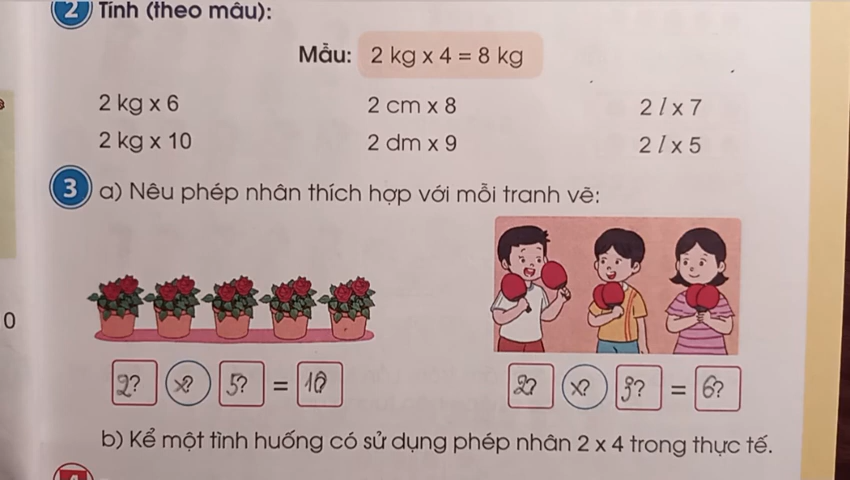 2 Tính (theo mẫu):
Mẫu: 2 kg x 4 = 8 kg
2 kg x 6 2 cm x 8 2 l x 7
2 kg x 10 2 dm x 9 2 l x 5
3 a) Nêu phép nhân thích hợp với mỗi tranh vẽ:
0
2? x? 5? = 10? 2? x? 3? = 6?
b) Kể một tình huống có sử dụng phép nhân 2 x 4 trong thực tế.